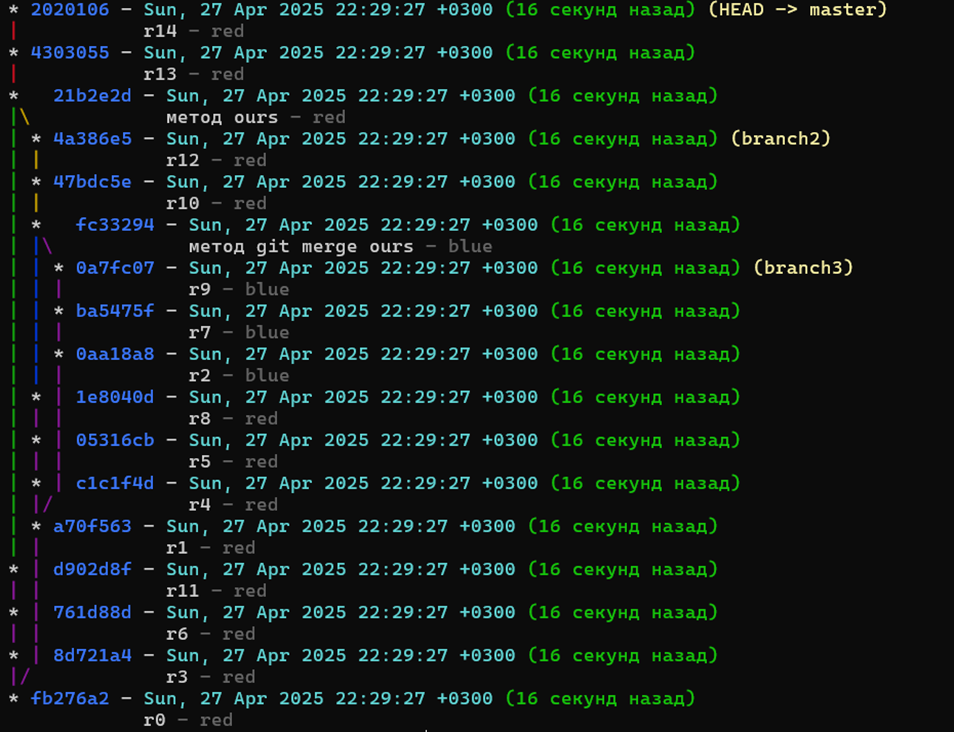 * 2020106 - Sun, 27 Apr 2025 22:29:27 +0300 (16 секунд назад) (HEAD -> master)
|           r14 - red
* 4303055 - Sun, 27 Apr 2025 22:29:27 +0300 (16 секунд назад)
|           r13 - red
*   21b2e2d - Sun, 27 Apr 2025 22:29:27 +0300 (16 секунд назад)
|\            метод ours - red
| * 4a386e5 - Sun, 27 Apr 2025 22:29:27 +0300 (16 секунд назад) (branch2)
| |           r12 - red
| * 47bdc5e - Sun, 27 Apr 2025 22:29:27 +0300 (16 секунд назад)
| |           r10 - red
| *   fc33294 - Sun, 27 Apr 2025 22:29:27 +0300 (16 секунд назад)
| |\            метод git merge ours - blue
| | * 0a7fc07 - Sun, 27 Apr 2025 22:29:27 +0300 (16 секунд назад) (branch3)
| | |           r9 - blue
| | * ba5475f - Sun, 27 Apr 2025 22:29:27 +0300 (16 секунд назад)
| | |           r7 - blue
| | * 0aa18a8 - Sun, 27 Apr 2025 22:29:27 +0300 (16 секунд назад)
| | |           r2 - blue
| * | 1e8040d - Sun, 27 Apr 2025 22:29:27 +0300 (16 секунд назад)
| | |           r8 - red
| * | 05316cb - Sun, 27 Apr 2025 22:29:27 +0300 (16 секунд назад)
| | |           r5 - red
| * | c1c1f4d - Sun, 27 Apr 2025 22:29:27 +0300 (16 секунд назад)
| |/            r4 - red
| * a70f563 - Sun, 27 Apr 2025 22:29:27 +0300 (16 секунд назад)
| |           r1 - red
* | d902d8f - Sun, 27 Apr 2025 22:29:27 +0300 (16 секунд назад)
| |           r11 - red
* | 761d88d - Sun, 27 Apr 2025 22:29:27 +0300 (16 секунд назад)
| |           r6 - red
* | 8d721a4 - Sun, 27 Apr 2025 22:29:27 +0300 (16 секунд назад)
|/            r3 - red
* fb276a2 - Sun, 27 Apr 2025 22:29:27 +0300 (16 секунд назад)
            r0 - red